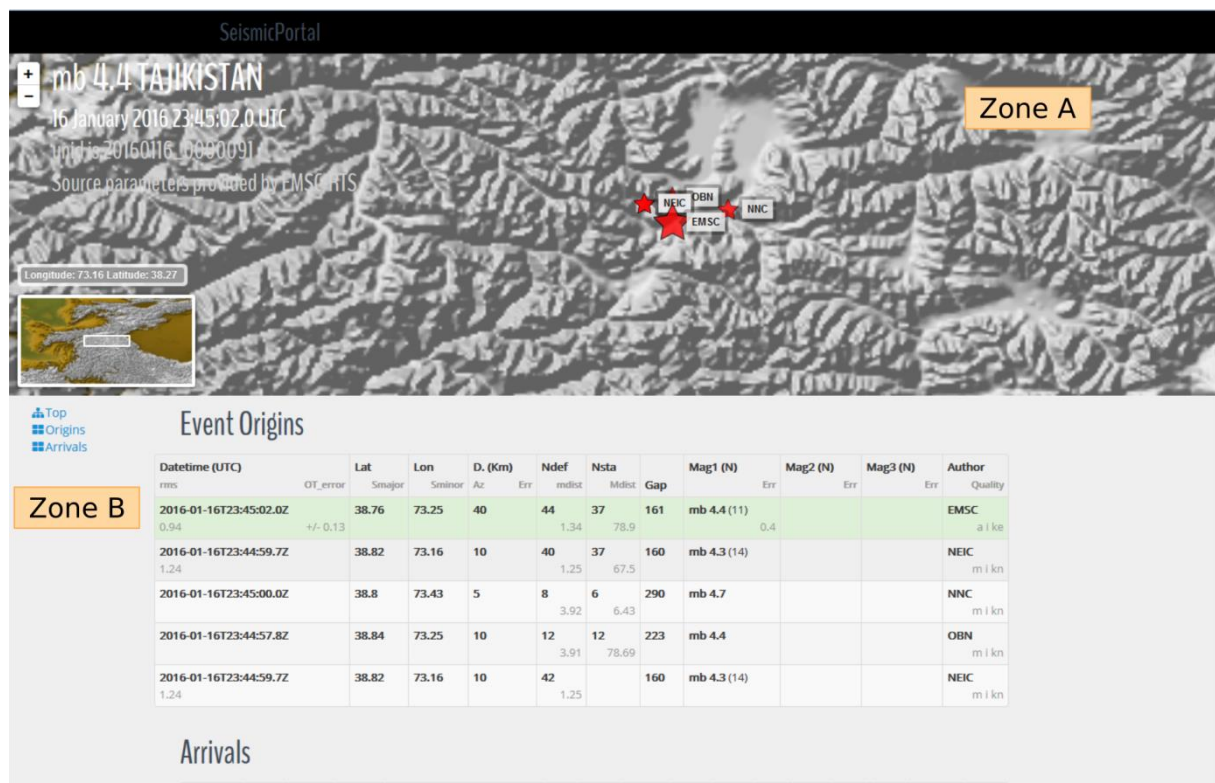 SeismicPortal
+
−
mb 4.4 TAJIKISTAN
16 January 2016 23:45:02.0 UTC
unid is 20160116_0000091
Source parameters provided by EMSC-RTS
Zone A
NEIC
OBN
NNC
EMSC
Longitude: 73.16 Latitude: 38.27
Top
Origins
Arrivals
Zone B
Event Origins
Datetime (UTC) Lat Lon D. (Km) Ndef Nsta Mag1 (N) Mag2 (N) Mag3 (N) Author
rms OT_error Smajor Sminor Az Err mdist Mdist Gap Err Err Err Quality
2016-01-16T23:45:02.0Z 38.76 73.25 40 44 37 161 mb 4.4 (11) EMSC
0.94 +/- 0.13 1.34 78.9 0.4 a i ke
2016-01-16T23:44:59.7Z 38.82 73.16 10 40 37 160 mb 4.3 (14) NEIC
1.24 1.25 67.5 m i kn
2016-01-16T23:45:00.0Z 38.8 73.43 5 8 6 290 mb 4.7 NNC
3.92 6.43 m i kn
2016-01-16T23:44:57.8Z 38.84 73.25 10 12 12 223 mb 4.4 OBN
3.91 78.69 m i kn
2016-01-16T23:44:59.7Z 38.82 73.16 10 42 160 mb 4.3 (14) NEIC
1.24 1.25 m i kn
Arrivals